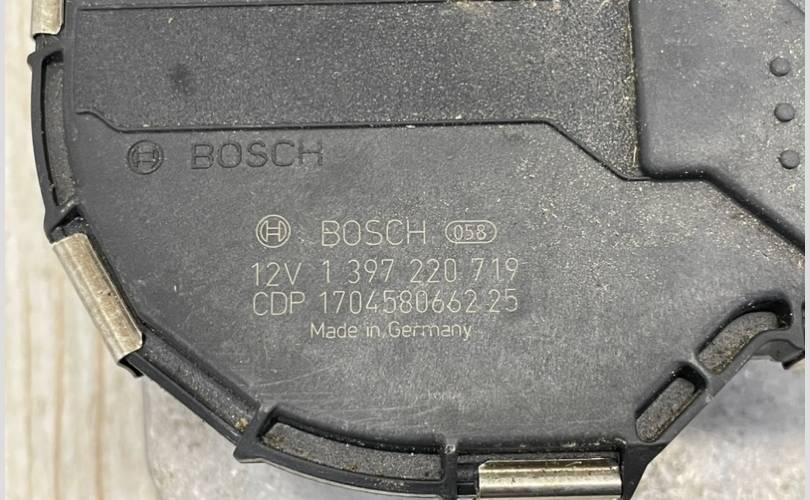 BOSCH
BOSCH 058
12V 1 397 220 719
CDP 1704580662 25
Made in Germany